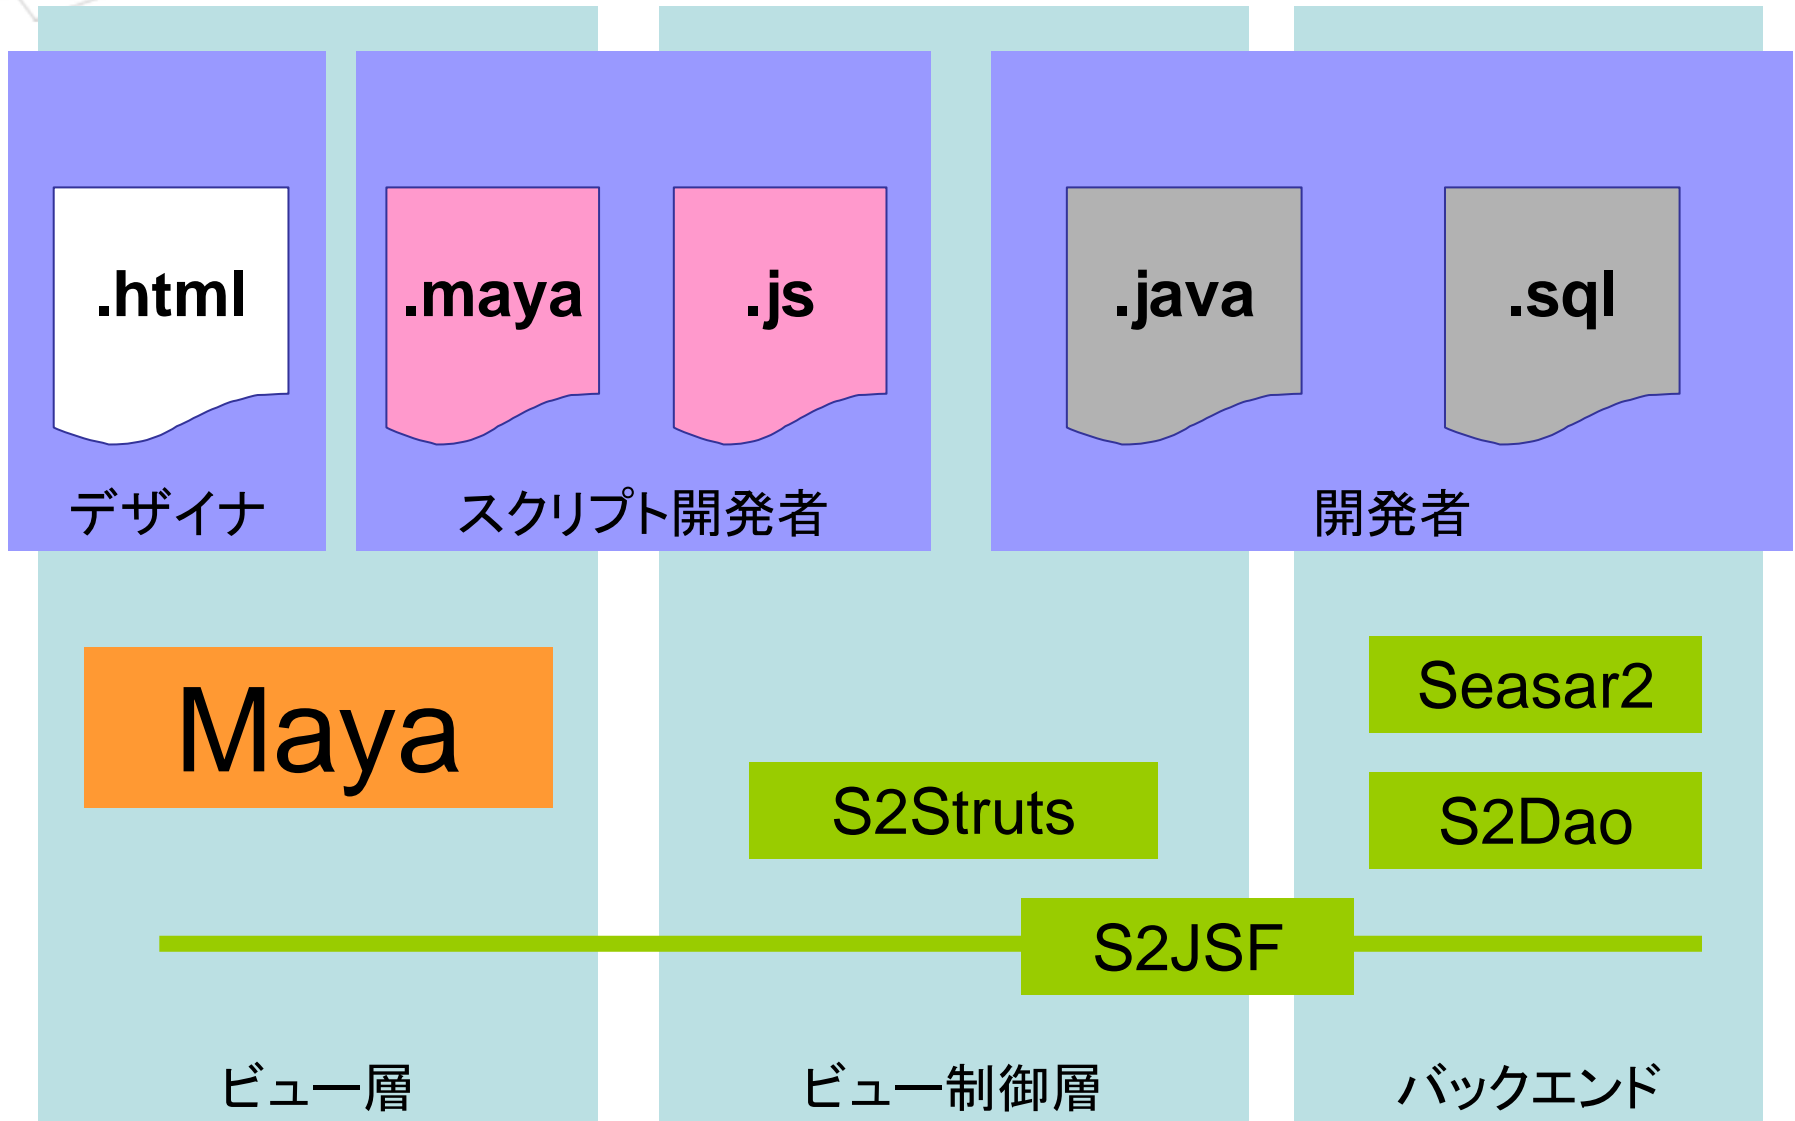 .html
.maya
.js
.java
.sql
デザイナ
スクリプト開発者
開発者
Maya
Seasar2
S2Struts
S2Dao
S2JSF
ビュー層
ビュー制御層
バックエンド